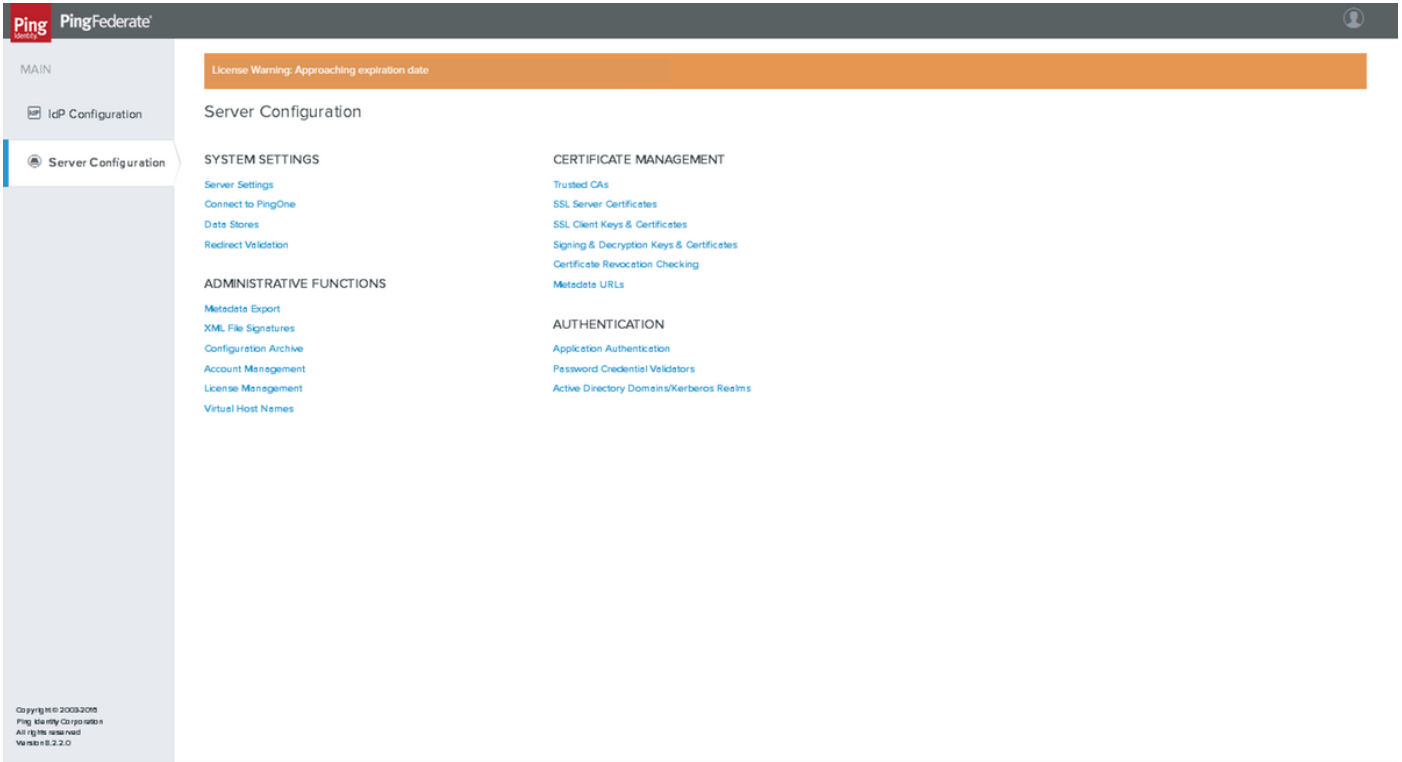 Ping
Identity
PingFederate®
MAIN
License Warning: Approaching expiration date
IdP
IdP Configuration
Server Configuration
Server Configuration
SYSTEM SETTINGS
Server Settings
Connect to PingOne
Data Stores
Redirect Validation
ADMINISTRATIVE FUNCTIONS
Metadata Export
XML File Signatures
Configuration Archive
Account Management
License Management
Virtual Host Names
CERTIFICATE MANAGEMENT
Trusted CAs
SSL Server Certificates
SSL Client Keys & Certificates
Signing & Decryption Keys & Certificates
Certificate Revocation Checking
Metadata URLs
AUTHENTICATION
Application Authentication
Password Credential Validators
Active Directory Domains/Kerberos Realms
Copyright © 2003-2016
Ping Identity Corporation
All rights reserved
Version 8.2.2.0